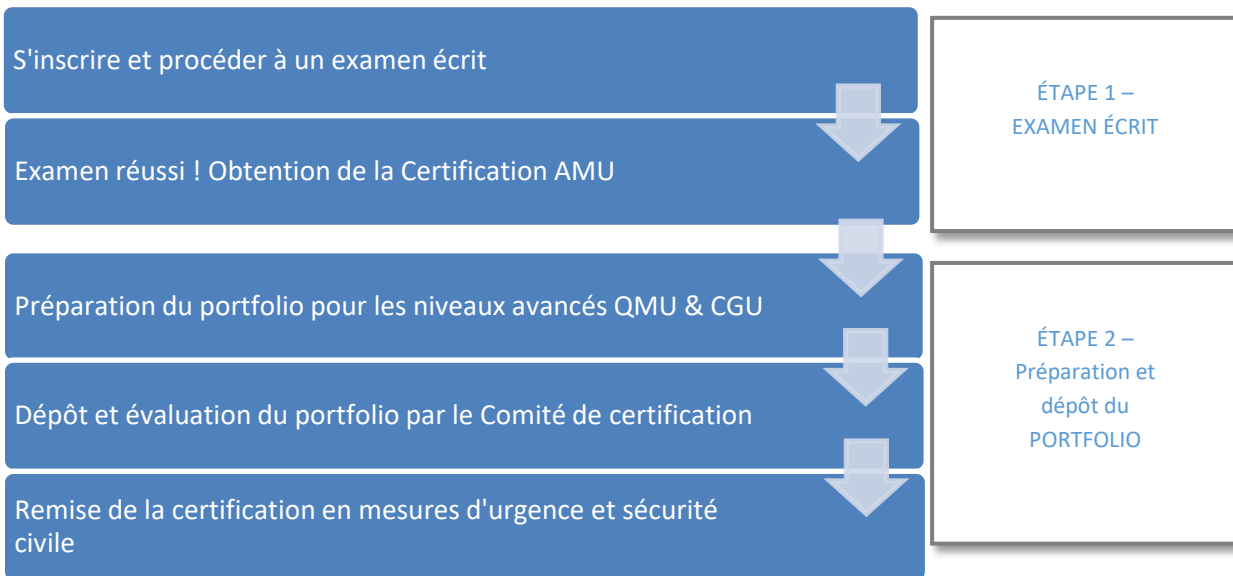 S'inscrire et procéder à un examen écrit
ÉTAPE 1 –
EXAMEN ÉCRIT
Examen réussi ! Obtention de la Certification AMU
Préparation du portfolio pour les niveaux avancés QMU & CGU
Dépôt et évaluation du portfolio par le Comité de certification
Remise de la certification en mesures d'urgence et sécurité
civile
ÉTAPE 2 –
Préparation et
dépôt du
PORTFOLIO